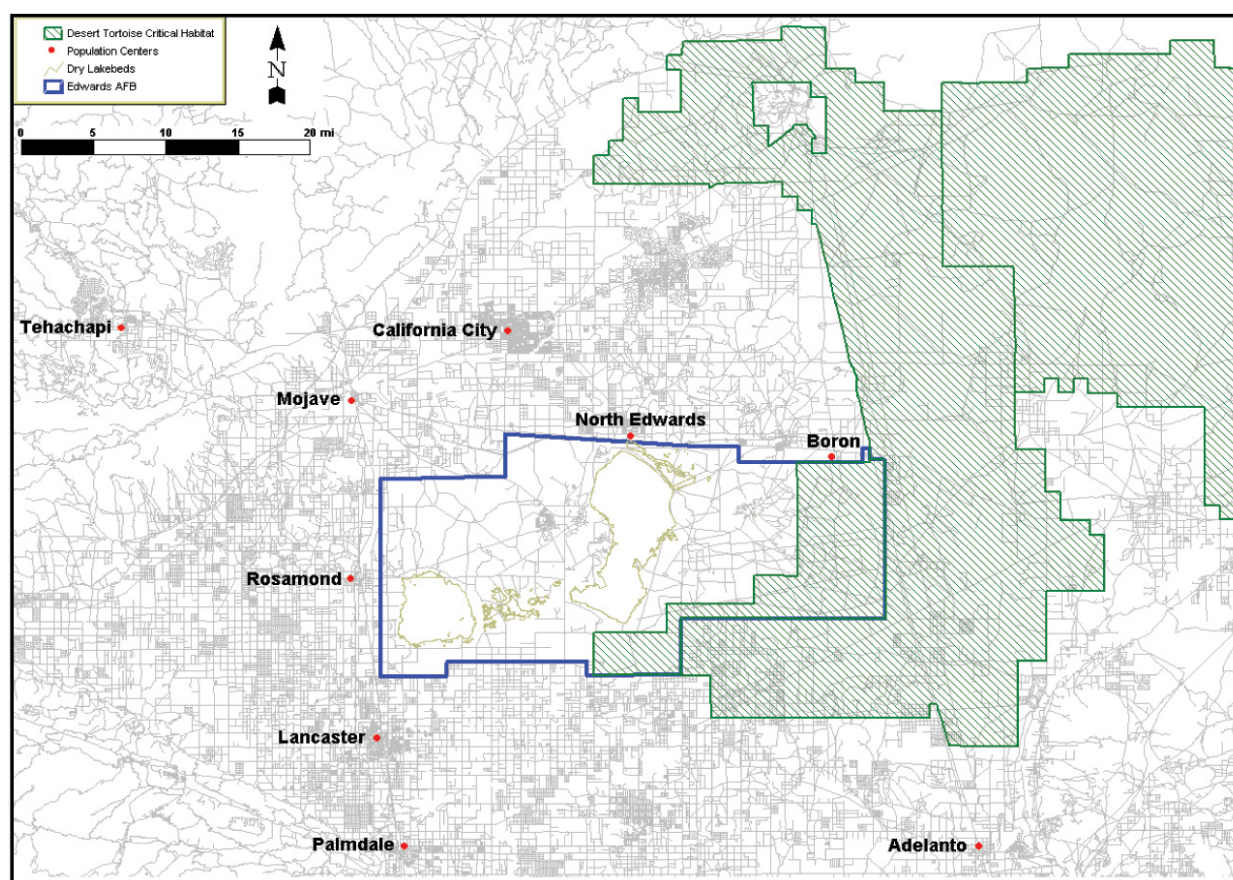 Desert Tortoise Critical Habitat
Population Centers
Dry Lakebeds
Edwards AFB
N
0 5 10 15 20 mi
Tehachapi
California City
Mojave
North Edwards
Boron
Rosamond
Lancaster
Palmdale
Adelanto